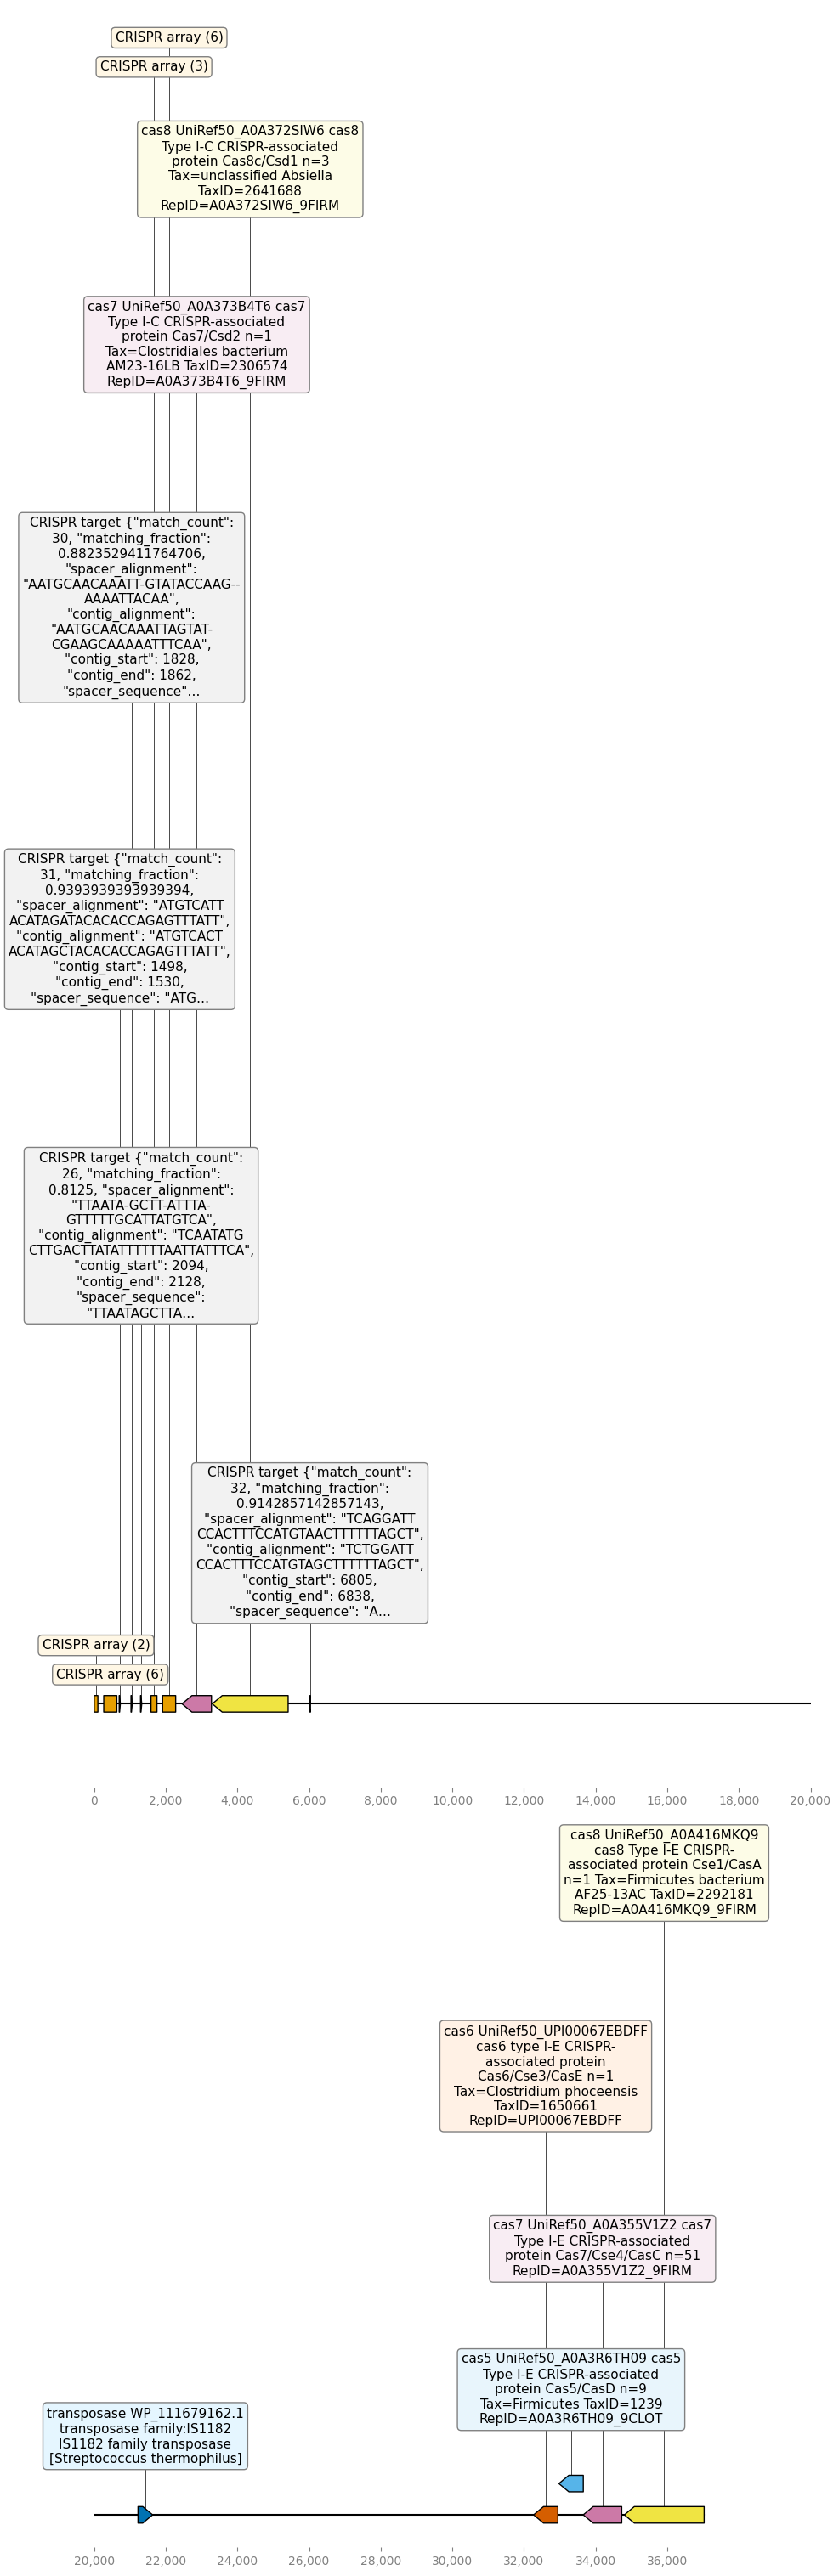 CRISPR array (6)
CRISPR array (3)
cas8 UniRef50_A0A372SIW6 cas8
Type I-C CRISPR-associated
protein Cas8c/Csd1 n=3
Tax=unclassified Absiella
TaxID=2641688
RepID=A0A372SIW6_9FIRM
cas7 UniRef50_A0A373B4T6 cas7
Type I-C CRISPR-associated
protein Cas7/Csd2 n=1
Tax=Clostridiales bacterium
AM23-16LB TaxID=2306574
RepID=A0A373B4T6_9FIRM
CRISPR target {"match_count":
30, "matching_fraction":
0.8823529411764706,
"spacer_alignment":
"AATGCAACAAATT-GTATACCAAG--
AAAATTACAA",
"contig_alignment":
"AATGCAACAAATTAGTAT-
CGAAGCAAAAATTTCAA",
"contig_start": 1828,
"contig_end": 1862,
"spacer_sequence"...
CRISPR target {"match_count":
31, "matching_fraction":
0.9393939393939394,
"spacer_alignment": "ATGTCATT
ACATAGATACACACCAGAGTTTATT",
"contig_alignment": "ATGTCACT
ACATAGCTACACACCAGAGTTTATT",
"contig_start": 1498,
"contig_end": 1530,
"spacer_sequence": "ATG...
CRISPR target {"match_count":
26, "matching_fraction":
0.8125, "spacer_alignment":
"TTAATA-GCTT-ATTTA-
GTTTTTGCATTATGTCA",
"contig_alignment": "TCAATATG
CTTGACTTATATTTTTTAATTATTTCA",
"contig_start": 2094,
"contig_end": 2128,
"spacer_sequence":
"TTAATAGCTTA...
CRISPR target {"match_count":
32, "matching_fraction":
0.9142857142857143,
"spacer_alignment": "TCAGGATT
CCACTTTCCATGTAACTTTTTTAGCT",
"contig_alignment": "TCTGGATT
CCACTTTCCATGTAGCTTTTTTAGCT",
"contig_start": 6805,
"contig_end": 6838,
"spacer_sequence": "A...
CRISPR array (2)
CRISPR array (6)
0 2,000 4,000 6,000 8,000 10,000 12,000 14,000 16,000 18,000 20,000
cas8 UniRef50_A0A416MKQ9
cas8 Type I-E CRISPR-
associated protein Cse1/CasA
n=1 Tax=Firmicutes bacterium
AF25-13AC TaxID=2292181
RepID=A0A416MKQ9_9FIRM
cas6 UniRef50_UPI00067EBDFF
cas6 type I-E CRISPR-
associated protein
Cas6/Cse3/CasE n=1
Tax=Clostridium phoceensis
TaxID=1650661
RepID=UPI00067EBDFF
cas7 UniRef50_A0A355V1Z2 cas7
Type I-E CRISPR-associated
protein Cas7/Cse4/CasC n=51
RepID=A0A355V1Z2_9FIRM
cas5 UniRef50_A0A3R6TH09 cas5
Type I-E CRISPR-associated
protein Cas5/CasD n=9
Tax=Firmicutes TaxID=1239
RepID=A0A3R6TH09_9CLOT
transposase WP_111679162.1
transposase family:IS1182
IS1182 family transposase
[Streptococcus thermophilus]
20,000 22,000 24,000 26,000 28,000 30,000 32,000 34,000 36,000